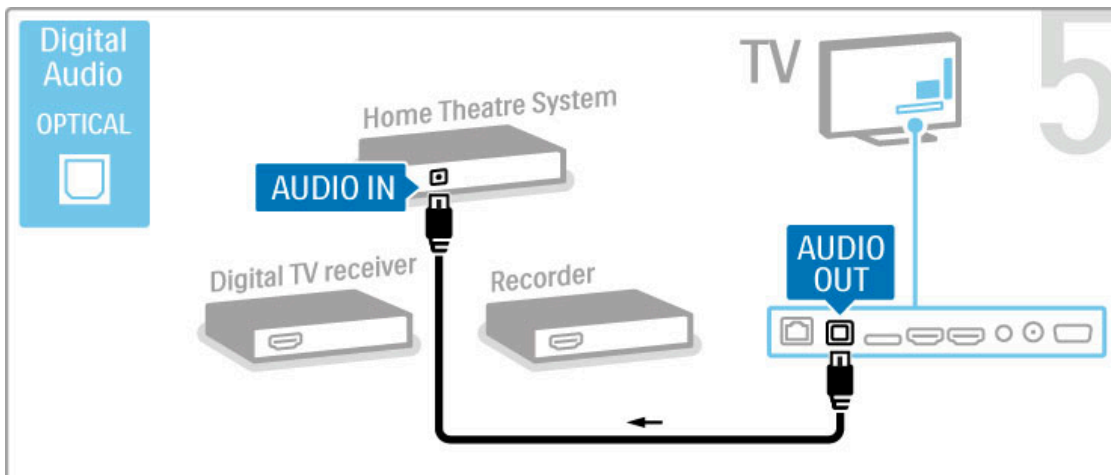 Digital
Audio
OPTICAL
TV
5
Home Theatre System
AUDIO IN
Digital TV receiver
Recorder
AUDIO
OUT